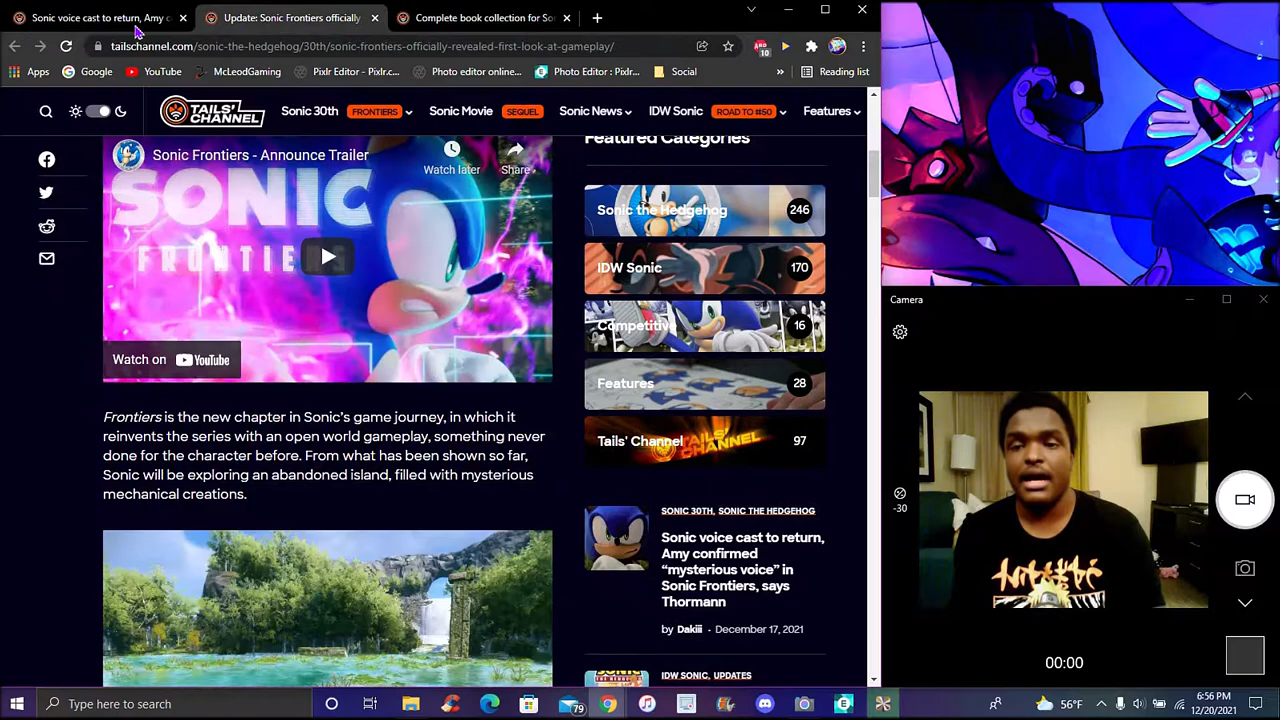 Sonic voice cast to return, Amy c
Update: Sonic Frontiers officially
Complete book collection for So
tailschannel.com/sonic-the-hedgehog/30th/sonic-frontiers-officially-revealed-first-look-at-gameplay/
10
Apps
Google
YouTube
McLeodGaming
Pixlr Editor - Pixlr.c...
Photo editor online...
Photo Editor : Pixlr...
Social
»
Reading list
TAILS'
CHANNEL
Sonic 30th
FRONTIERS
Sonic Movie
SEQUEL
Sonic News
IDW Sonic
ROAD TO #50
Features
Sonic Frontiers - Announce Trailer
Watch later
Share
SONIC
FRONTIE
Watch on YouTube
Frontiers is the new chapter in Sonic's game journey, in which it
reinvents the series with an open world gameplay, something never
done for the character before. From what has been shown so far,
Sonic will be exploring an abandoned island, filled with mysterious
mechanical creations.
Featured Categories
Sonic the Hedgehog
246
IDW Sonic
170
Competitive
16
Features
28
Tails' Channel
TAILS'
CHANNEL
97
SONIC 30TH, SONIC THE HEDGEHOG
Sonic voice cast to return,
Amy confirmed
"mysterious voice" in
Sonic Frontiers, says
Thormann
by Dakiii • December 17, 2021
IDW SONIC, UPDATES
Camera
-30
00:00
Type here to search
79
56°F
6:56 PM
12/20/2021